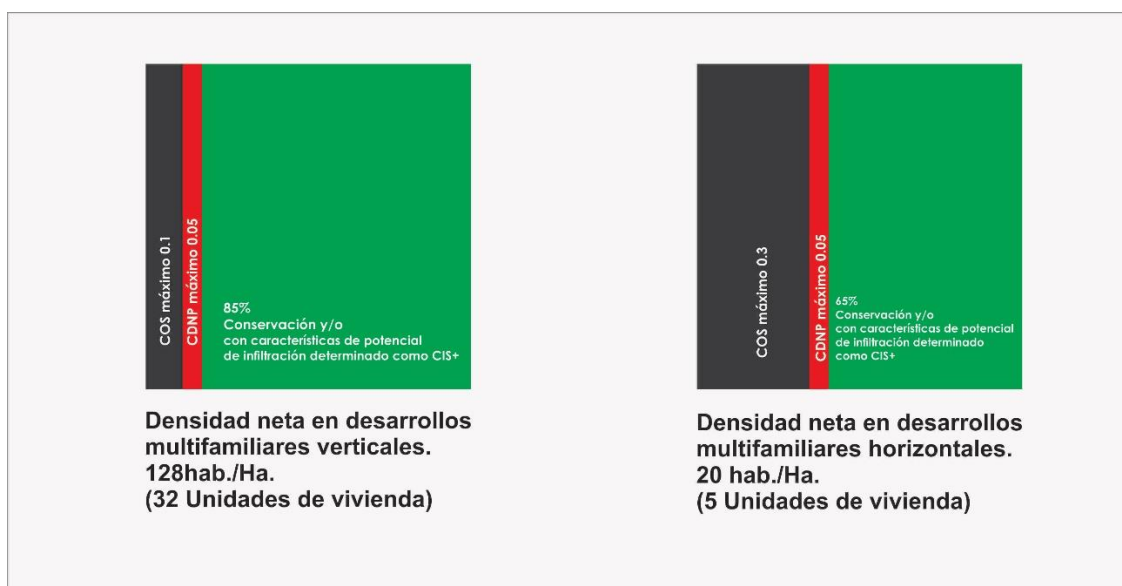 COS máximo 0.1
CDNP máximo 0.05
85%
Conservación y/o
con características de potencial
de infiltración determinado como CIS+
Densidad neta en desarrollos
multifamiliares verticales.
128hab./Ha.
(32 Unidades de vivienda)
COS máximo 0.3
CDNP máximo 0.05
65%
Conservación y/o
con características de potencial
de infiltración determinado
como CIS+
Densidad neta en desarrollos
multifamiliares horizontales.
20 hab./Ha.
(5 Unidades de vivienda)